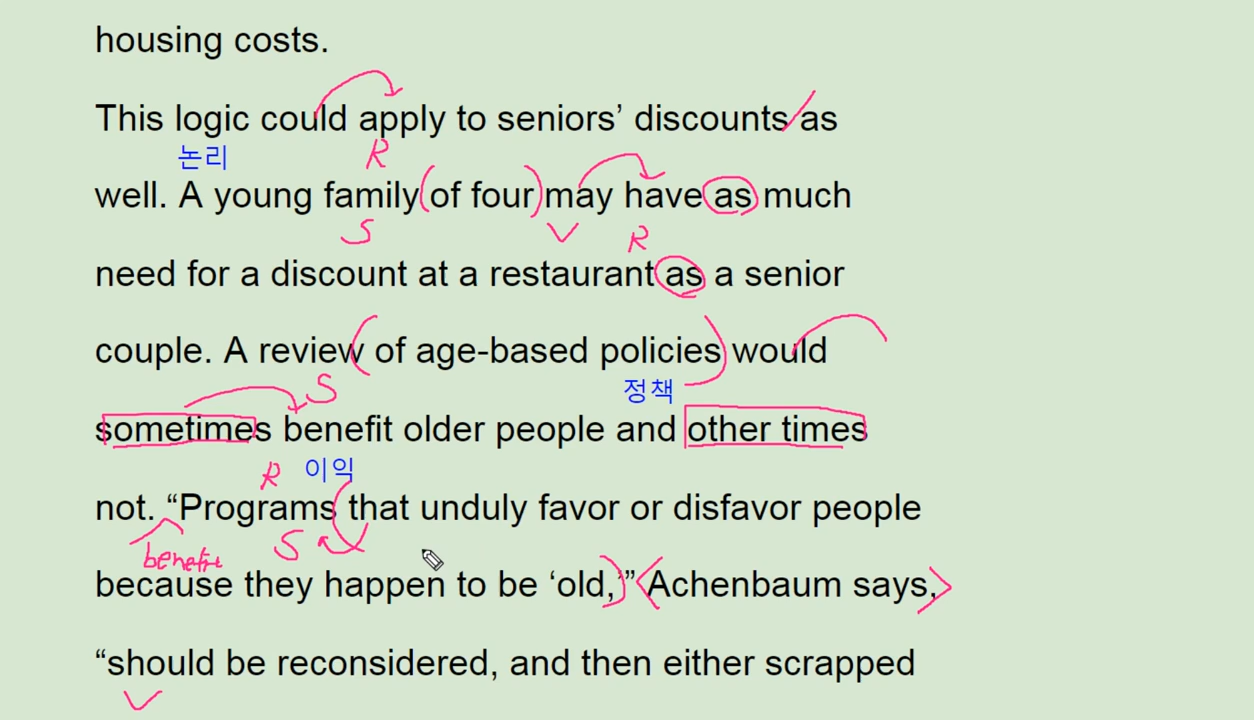 housing costs.
This logic could apply to seniors’ discounts as
논리 R
well. A young family of four may have as much
S V R
need for a discount at a restaurant as a senior
couple. A review of age-based policies would
S 정책
sometimes benefit older people and other times
R 이익
not. “Programs that unduly favor or disfavor people
benefit S
because they happen to be ‘old,’” Achenbaum says,
“should be reconsidered, and then either scrapped
V